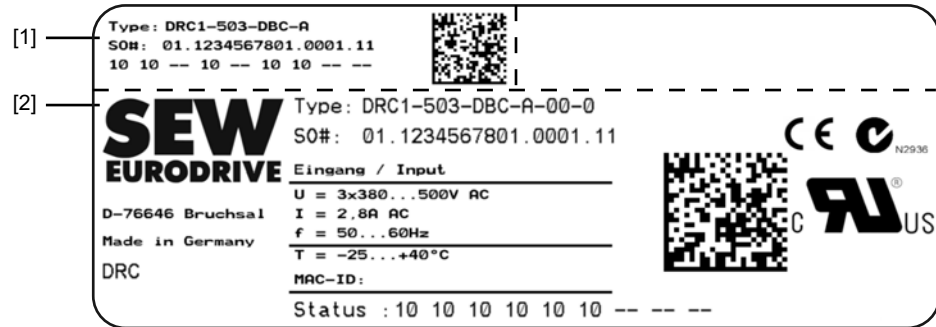 [1]
Type: DRC1-503-DBC-A
SO#: 01.1234567801.0001.11
10 10 -- 10 -- 10 10 -- --
[2]
SEW
EURODRIVE
D-76646 Bruchsal
Made in Germany
DRC
Type: DRC1-503-DBC-A-00-0
SO#: 01.1234567801.0001.11
Eingang / Input
U = 3x380...500V AC
I = 2,8A AC
f = 50...60Hz
T = -25...+40°C
MAC-ID:
Status :10 10 10 10 10 10 -- -- --
CE
N2936
C RU ® US